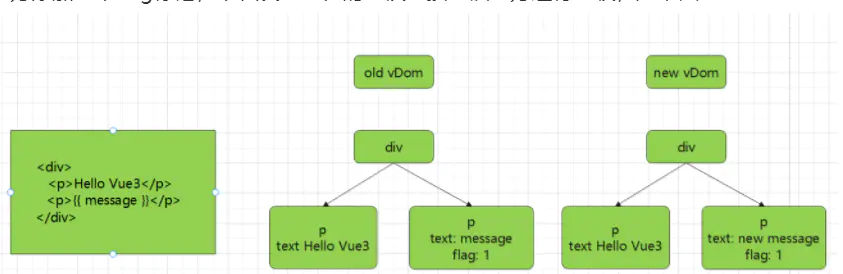 old vDom
new vDom
<div>
<p>Hello Vue3</p>
<p>{{ message }}</p>
</div>
div
div
p
text Hello Vue3
p
text: message
flag: 1
p
text Hello Vue3
p
text: new message
flag: 1